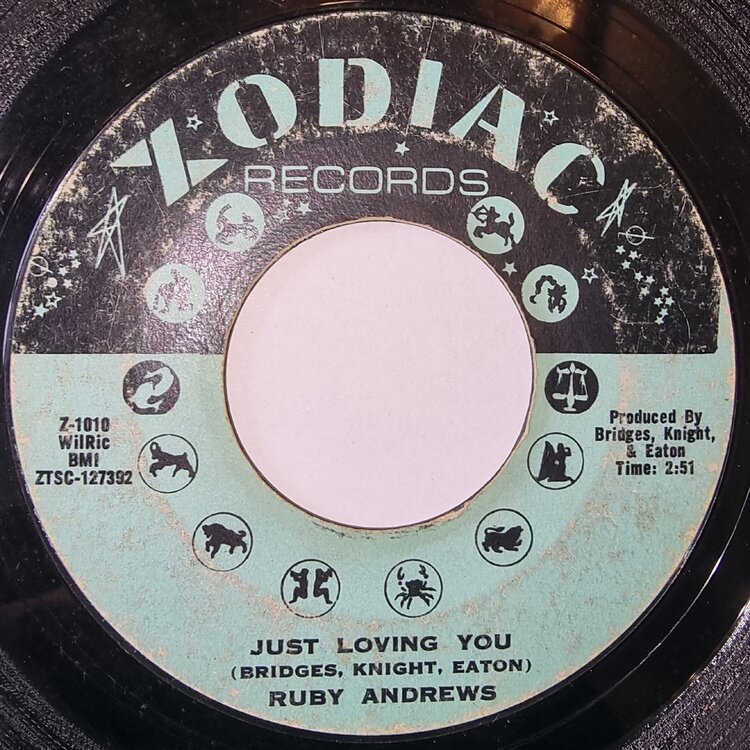 ZODIAC
RECORDS
Z-1010
WilRic
BMI
ZTSC-127392
Produced By
Bridges, Knight,
& Eaton
Time: 2:51
JUST LOVING YOU
(BRIDGES, KNIGHT, EATON)
RUBY ANDREWS